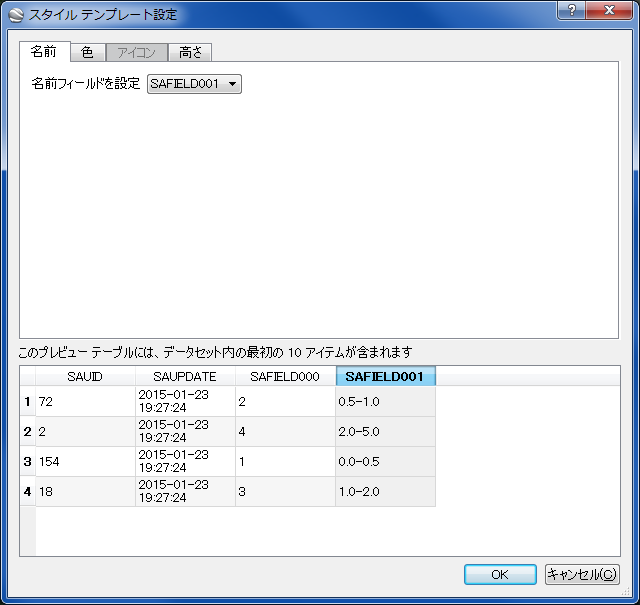 スタイル テンプレート設定
名前 色 アイコン 高さ
名前フィールドを設定 SAFIELD001
このプレビュー テーブルには、データセット内の最初の 10 アイテムが含まれます
SAUID SAUPDATE SAFIELD000 SAFIELD001
1 72 2015-01-23 19:27:24 2 0.5-1.0
2 2 2015-01-23 19:27:24 4 2.0-5.0
3 154 2015-01-23 19:27:24 1 0.0-0.5
4 18 2015-01-23 19:27:24 3 1.0-2.0
OK キャンセル(C)